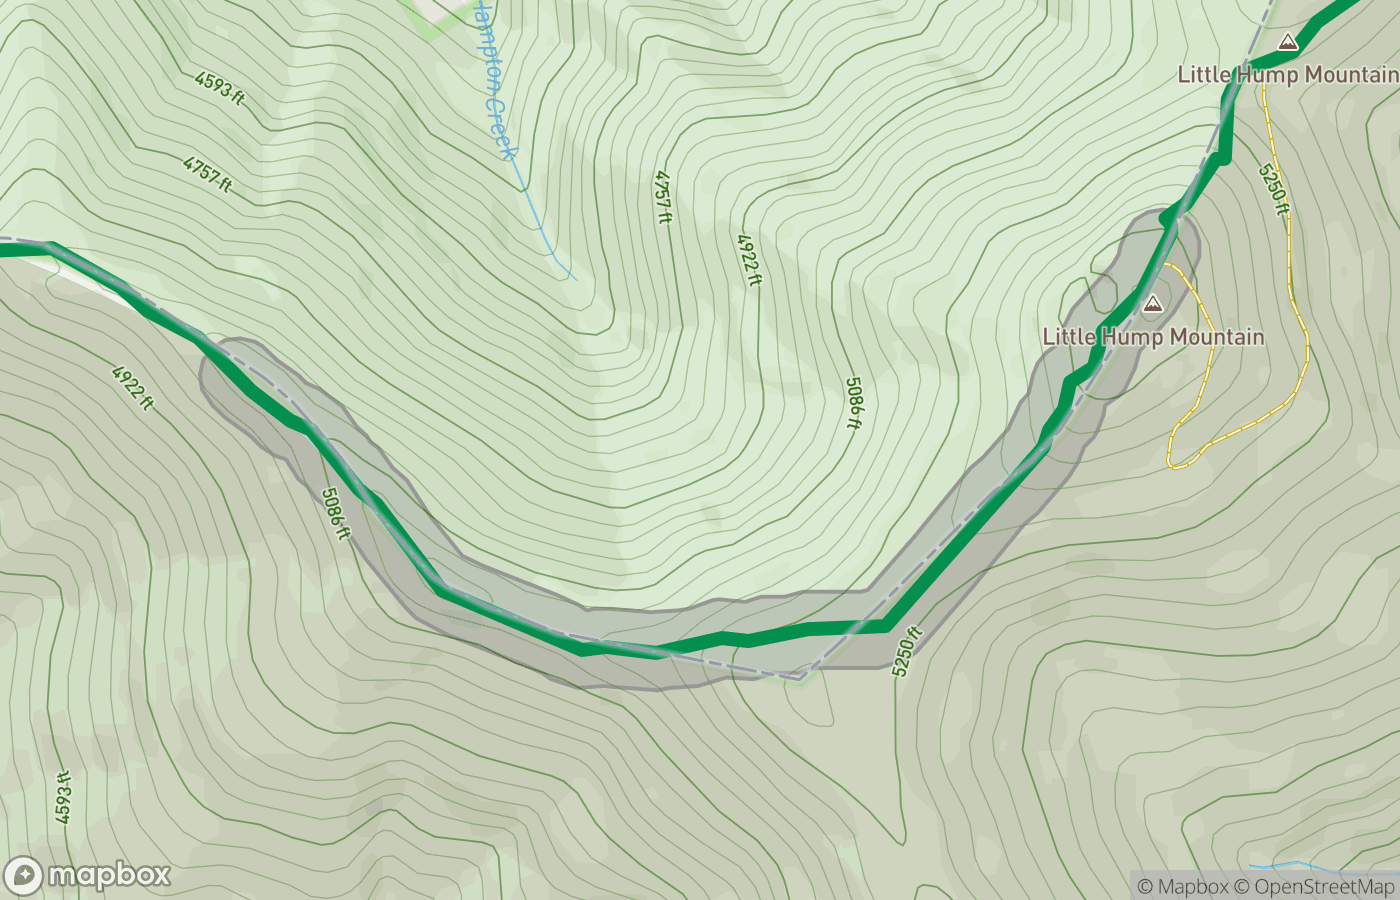 Hampton Creek
4593 ft
Little Hump Mountain
4757 ft
4757 ft
5250 ft
4922 ft
Little Hump Mountain
4922 ft
5086 ft
5086 ft
5250 ft
4593 ft
mapbox
© Mapbox © OpenStreetMap